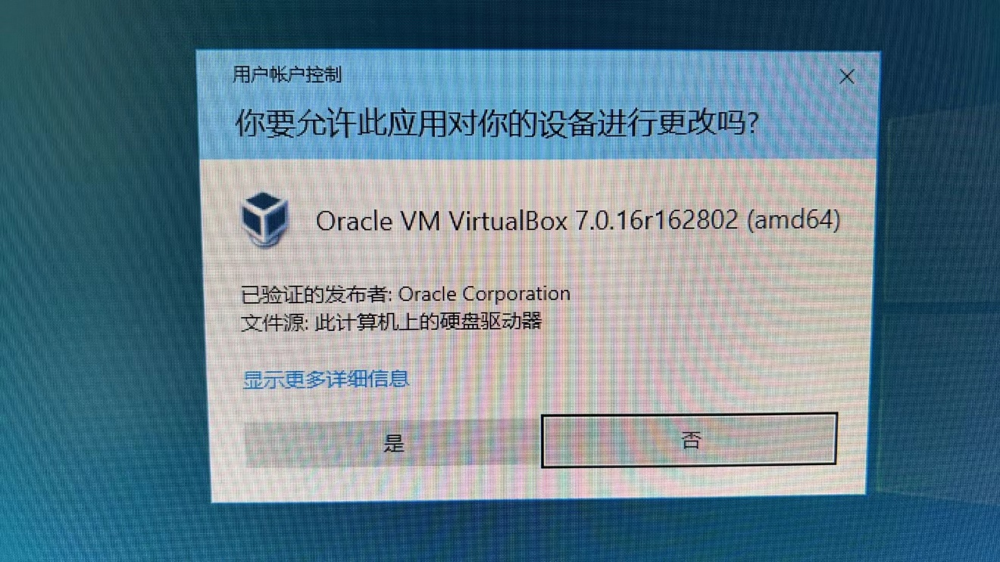 用户帐户控制
你要允许此应用对你的设备进行更改吗?
Oracle VM VirtualBox 7.0.16r162802 (amd64)
已验证的发布者: Oracle Corporation
文件源: 此计算机上的硬盘驱动器
显示更多详细信息
是
否